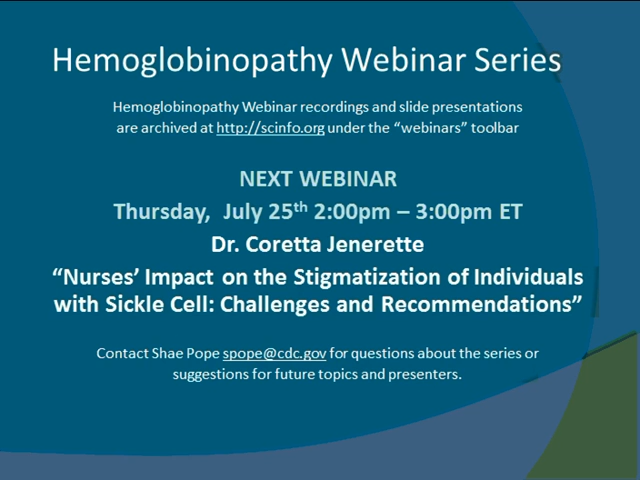 Hemoglobinopathy Webinar Series
Hemoglobinopathy Webinar recordings and slide presentations
are archived at http://scinfo.org under the “webinars” toolbar
NEXT WEBINAR
Thursday, July 25th 2:00pm – 3:00pm ET
Dr. Coretta Jenerette
“Nurses’ Impact on the Stigmatization of Individuals
with Sickle Cell: Challenges and Recommendations”
Contact Shae Pope spope@cdc.gov for questions about the series or
suggestions for future topics and presenters.